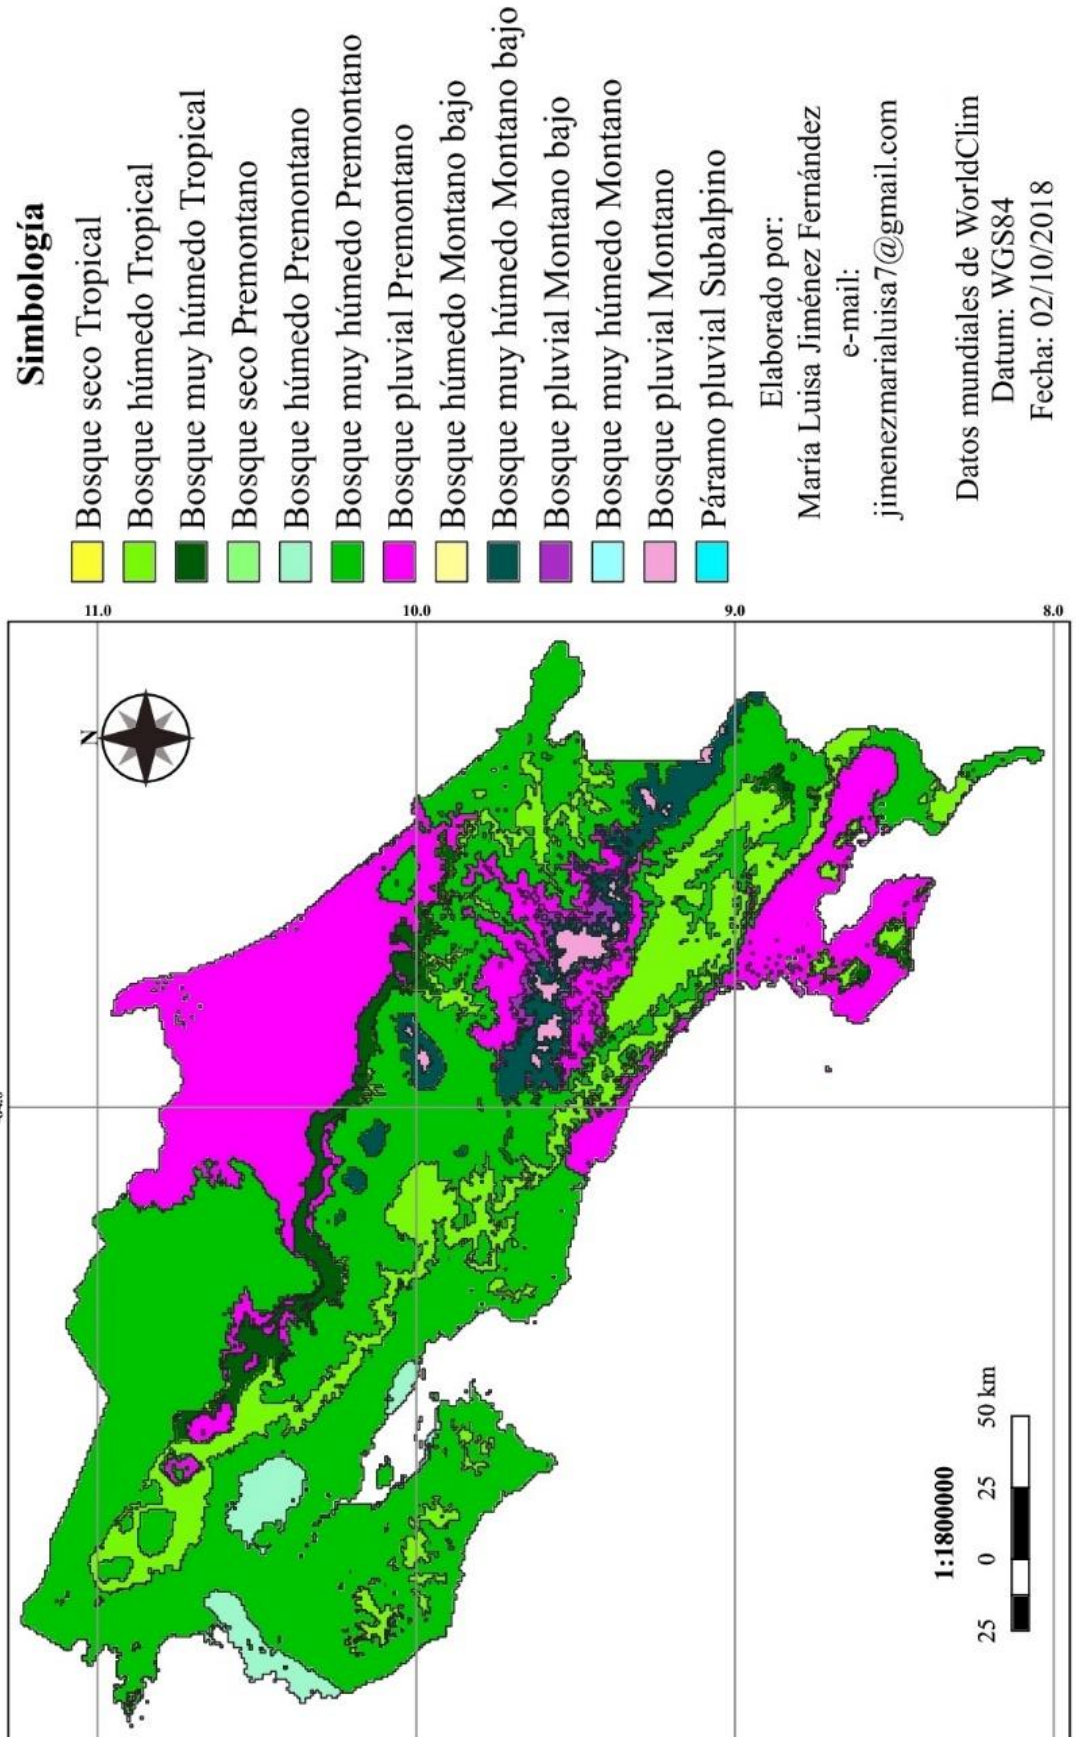 Simbología
Bosque seco Tropical
Bosque húmedo Tropical
Bosque muy húmedo Tropical
Bosque seco Premontano
Bosque húmedo Premontano
Bosque muy húmedo Premontano
Bosque pluvial Premontano
Bosque húmedo Montano bajo
Bosque muy húmedo Montano bajo
Bosque pluvial Montano bajo
Bosque muy húmedo Montano
Bosque pluvial Montano
Páramo pluvial Subalpino
Elaborado por:
María Luisa Jiménez Fernández
e-mail:
jimenezmarialuisa7@gmail.com
Datos mundiales de WorldClim
Datum: WGS84
Fecha: 02/10/2018
11.0
10.0
9.0
8.0
N
1:1800000
25 0 25 50 km